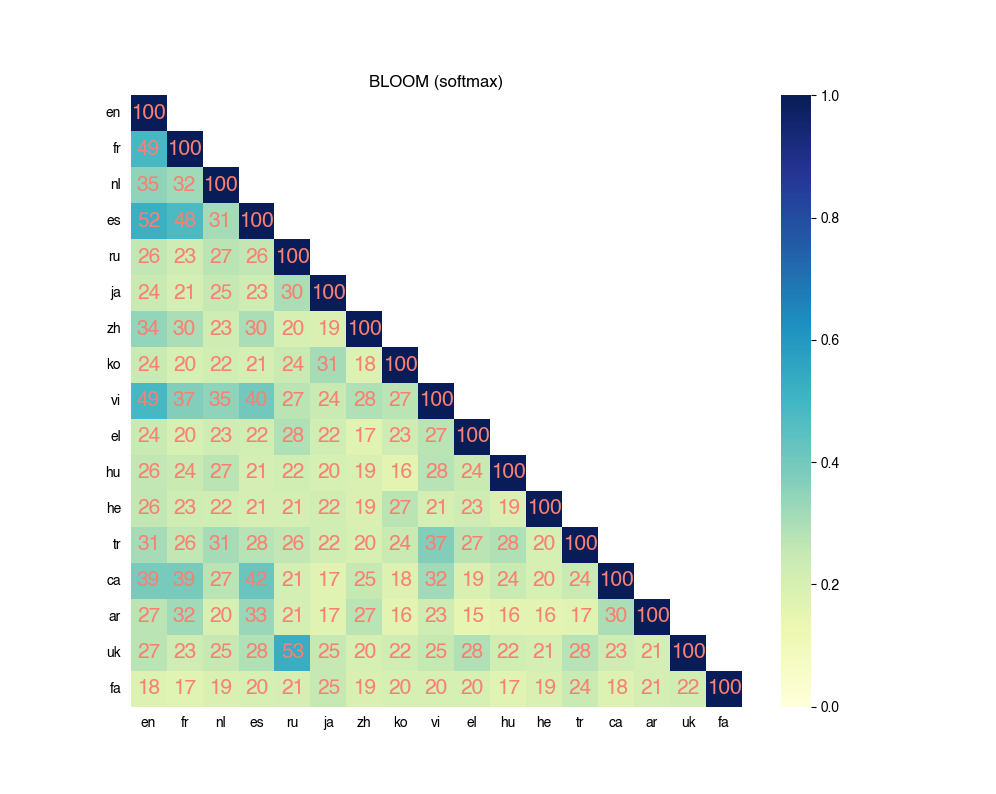 BLOOM (softmax)
en 100
fr 49 100
nl 35 32 100
es 52 48 31 100
ru 26 23 27 26 100
ja 24 21 25 23 30 100
zh 34 30 23 30 20 19 100
ko 24 20 22 21 24 31 18 100
vi 49 37 35 40 27 24 28 27 100
el 24 20 23 22 28 22 17 23 27 100
hu 26 24 27 21 22 20 19 16 28 24 100
he 26 23 22 21 21 22 19 27 21 23 19 100
tr 31 26 31 28 26 22 20 24 37 27 28 20 100
ca 39 39 27 42 21 17 25 18 32 19 24 20 24 100
ar 27 32 20 33 21 17 27 16 23 15 16 16 17 30 100
uk 27 23 25 28 53 25 20 22 25 28 22 21 28 23 21 100
fa 18 17 19 20 21 25 19 20 20 20 17 19 24 18 21 22 100
en fr nl es ru ja zh ko vi el hu he tr ca ar uk fa
1.0
0.8
0.6
0.4
0.2
0.0